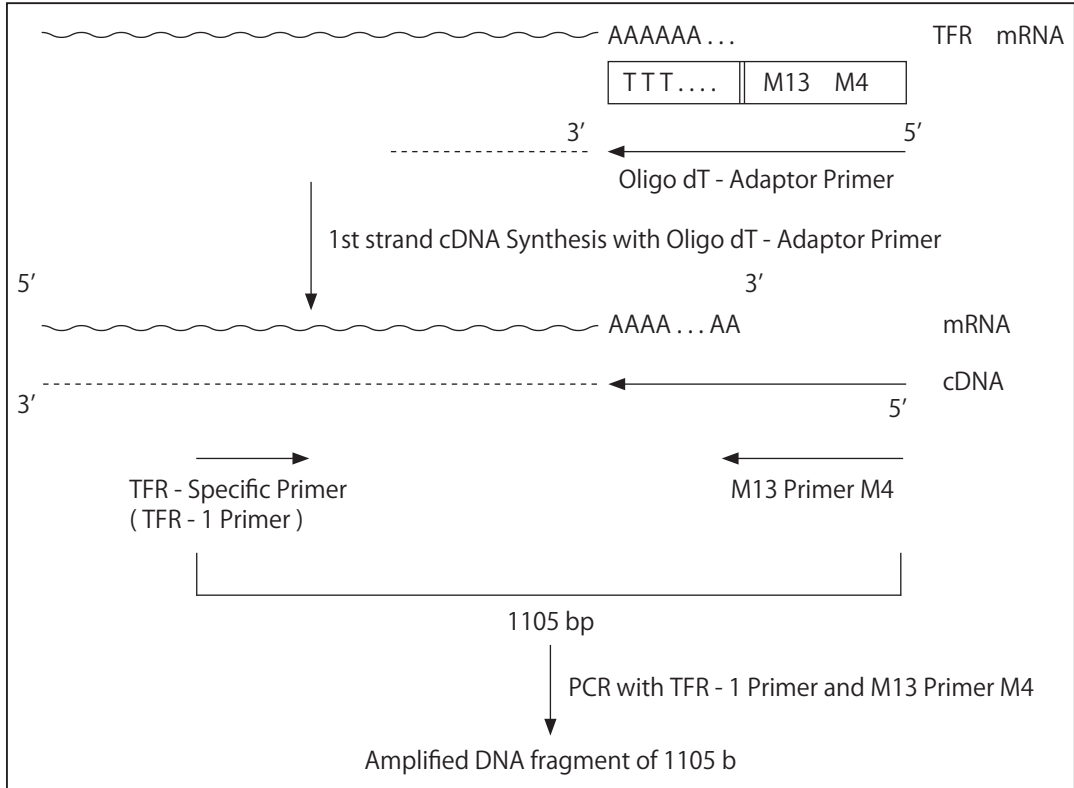 AAAAAA... TFR mRNA
TTT.... M13 M4
3’ 5’
Oligo dT - Adaptor Primer
1st strand cDNA Synthesis with Oligo dT - Adaptor Primer
5’ 3’
AAAA...AA mRNA
cDNA
3’ 5’
TFR - Specific Primer M13 Primer M4
( TFR - 1 Primer )
1105 bp
PCR with TFR - 1 Primer and M13 Primer M4
Amplified DNA fragment of 1105 b